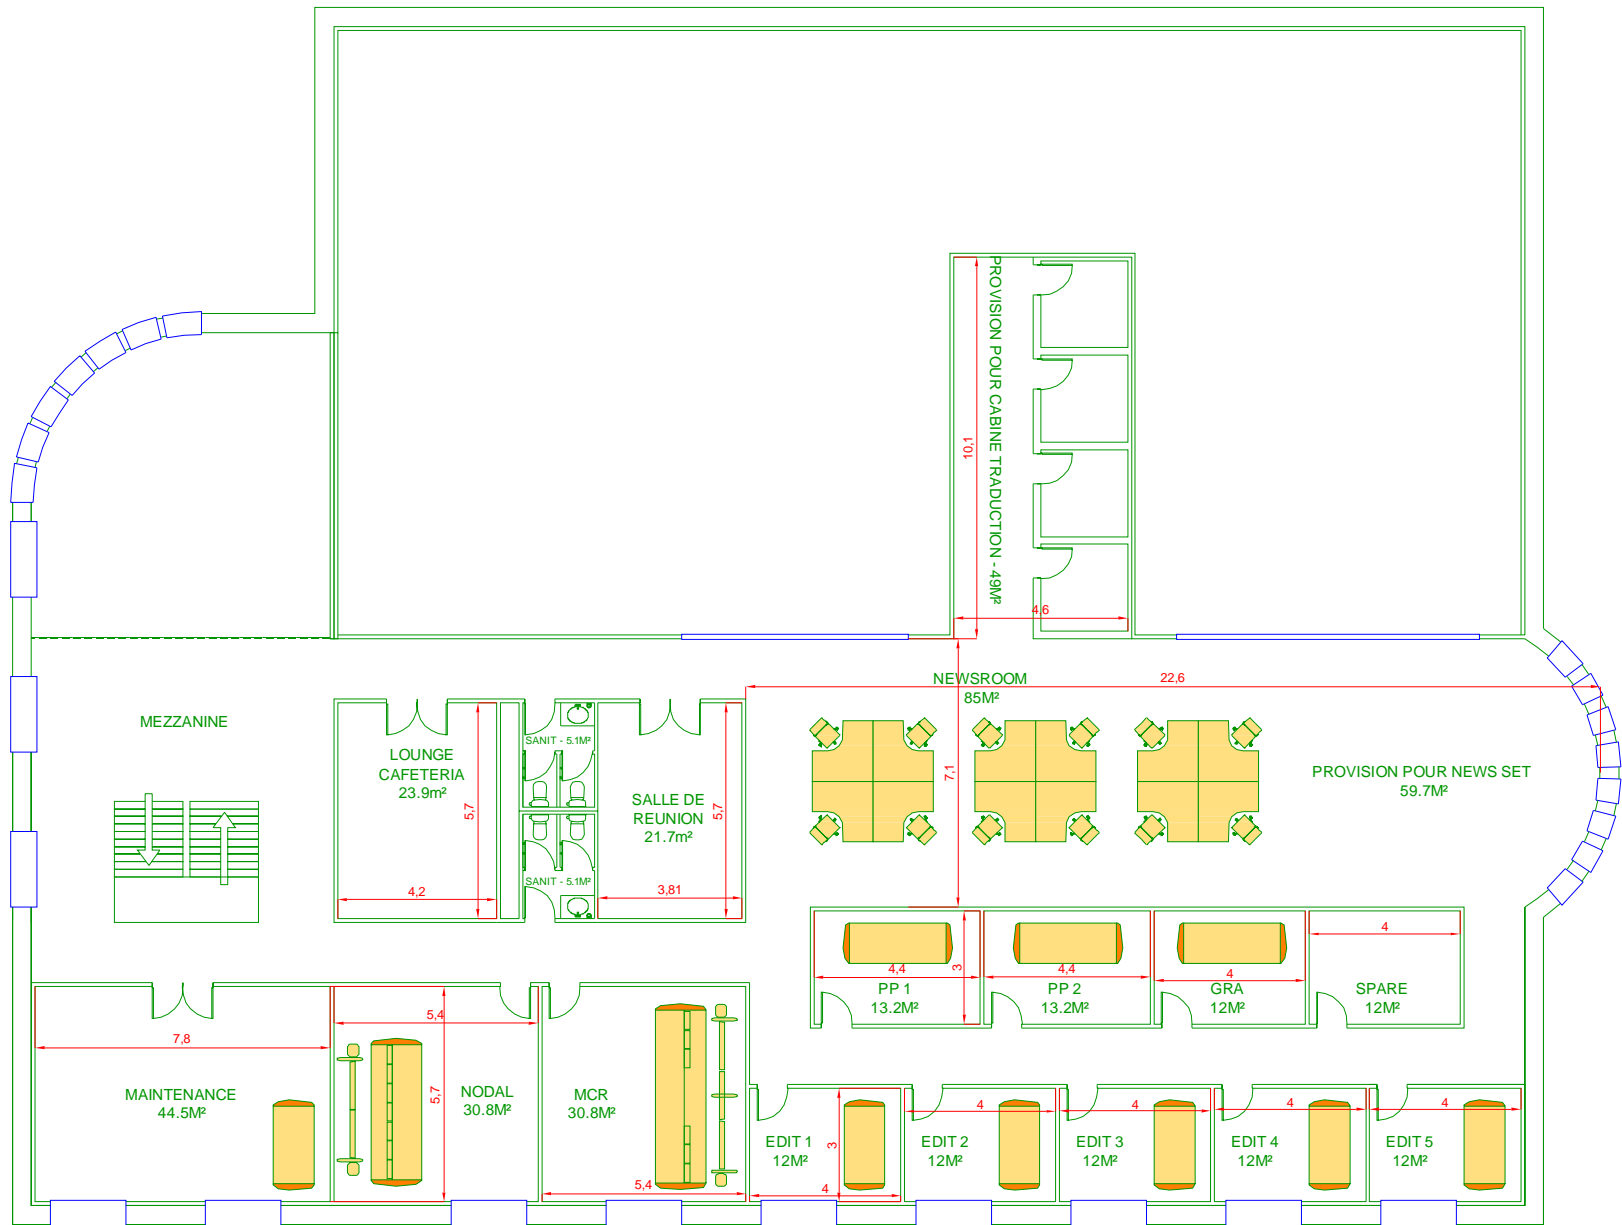 PROVISION POUR CABINE TRADUCTION - 49M²
10,1
4,6
NEWSROOM
85M²
22,6
7,1
MEZZANINE
LOUNGE
CAFETERIA
23.9m²
5,7
4,2
SANIT - 5.1M²
SANIT - 5.1M²
SALLE DE
REUNION
21.7m²
5,7
3,81
PROVISION POUR NEWS SET
59.7M²
4,4
3
PP 1
13.2M²
4,4
PP 2
13.2M²
4
GRA
12M²
4
SPARE
12M²
7,8
MAINTENANCE
44.5M²
5,4
5,7
NODAL
30.8M²
MCR
30.8M²
5,4
EDIT 1
12M²
3
4
4
EDIT 2
12M²
4
EDIT 3
12M²
4
EDIT 4
12M²
4
EDIT 5
12M²